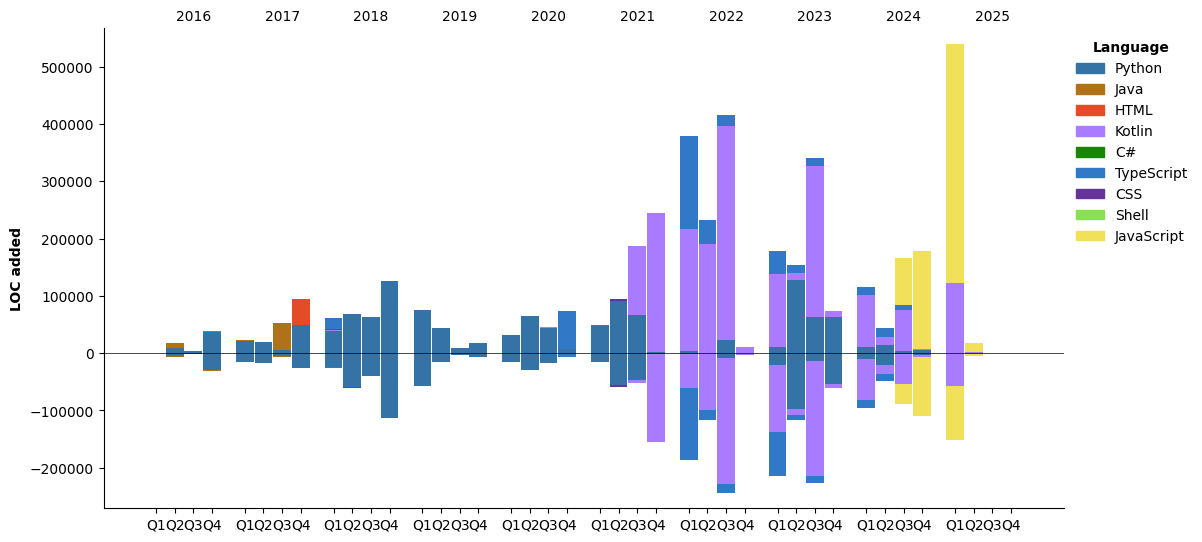 2016 2017 2018 2019 2020 2021 2022 2023 2024 2025
Language
Python
Java
HTML
Kotlin
C#
TypeScript
CSS
Shell
JavaScript
LOC added
500000
400000
300000
200000
100000
0
−100000
−200000
Q1Q2Q3Q4 Q1Q2Q3Q4 Q1Q2Q3Q4 Q1Q2Q3Q4 Q1Q2Q3Q4 Q1Q2Q3Q4 Q1Q2Q3Q4 Q1Q2Q3Q4 Q1Q2Q3Q4 Q1Q2Q3Q4